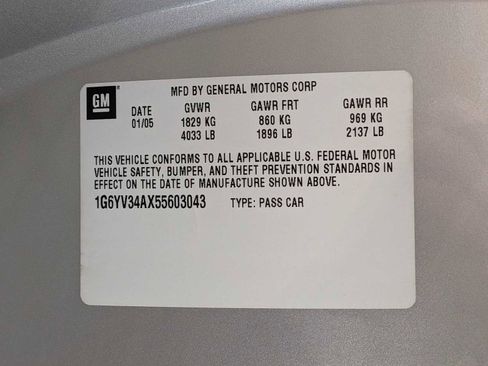 GM
MFD BY GENERAL MOTORS CORP
DATE GVWR GAWR FRT GAWR RR
01/05 1829 KG 860 KG 969 KG
4033 LB 1896 LB 2137 LB
THIS VEHICLE CONFORMS TO ALL APPLICABLE U.S. FEDERAL MOTOR
VEHICLE SAFETY, BUMPER, AND THEFT PREVENTION STANDARDS IN
EFFECT ON THE DATE OF MANUFACTURE SHOWN ABOVE.
1G6YV34AX55603043 TYPE: PASS CAR